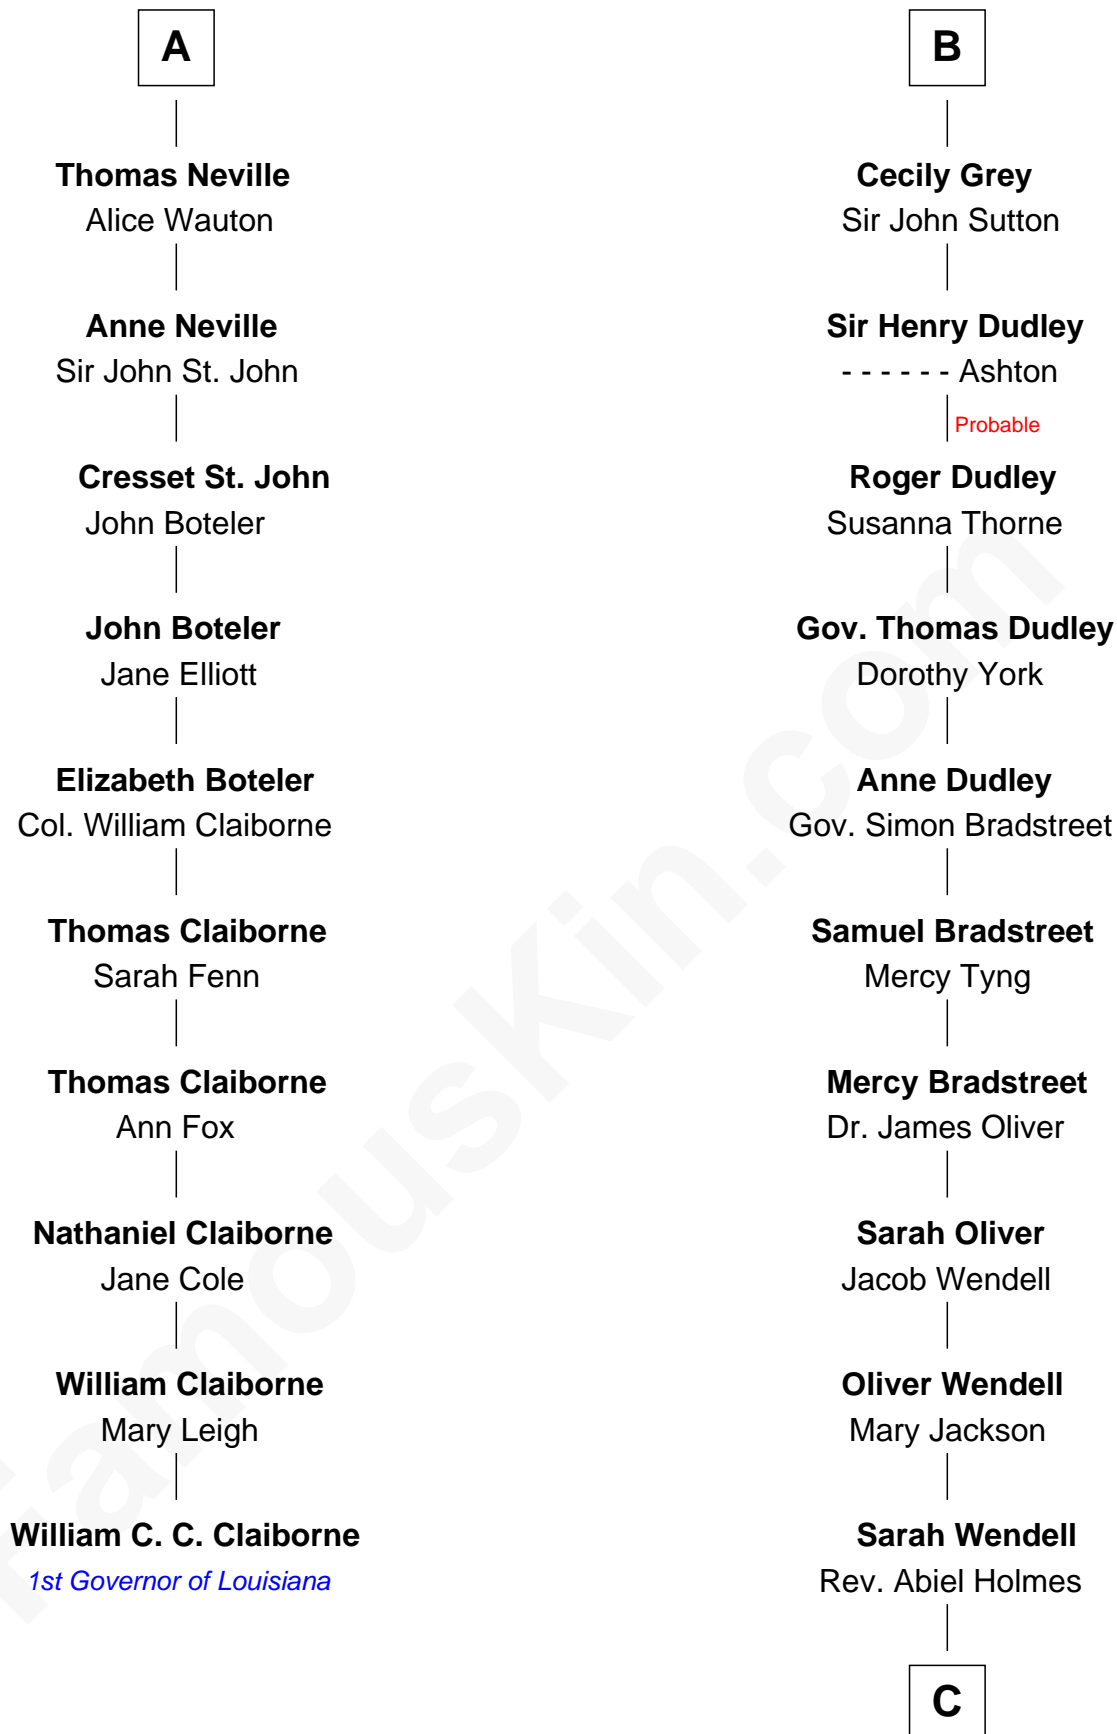 A
Thomas Neville
Alice Wauton
Anne Neville
Sir John St. John
Cresset St. John
John Boteler
John Boteler
Jane Elliott
Elizabeth Boteler
Col. William Claiborne
Thomas Claiborne
Sarah Fenn
Thomas Claiborne
Ann Fox
Nathaniel Claiborne
Jane Cole
William Claiborne
Mary Leigh
William C. C. Claiborne
1st Governor of Louisiana
B
Cecily Grey
Sir John Sutton
Sir Henry Dudley
- - - - - - Ashton
Probable
Roger Dudley
Susanna Thorne
Gov. Thomas Dudley
Dorothy York
Anne Dudley
Gov. Simon Bradstreet
Samuel Bradstreet
Mercy Tyng
Mercy Bradstreet
Dr. James Oliver
Sarah Oliver
Jacob Wendell
Oliver Wendell
Mary Jackson
Sarah Wendell
Rev. Abiel Holmes
C
FamousKin.com